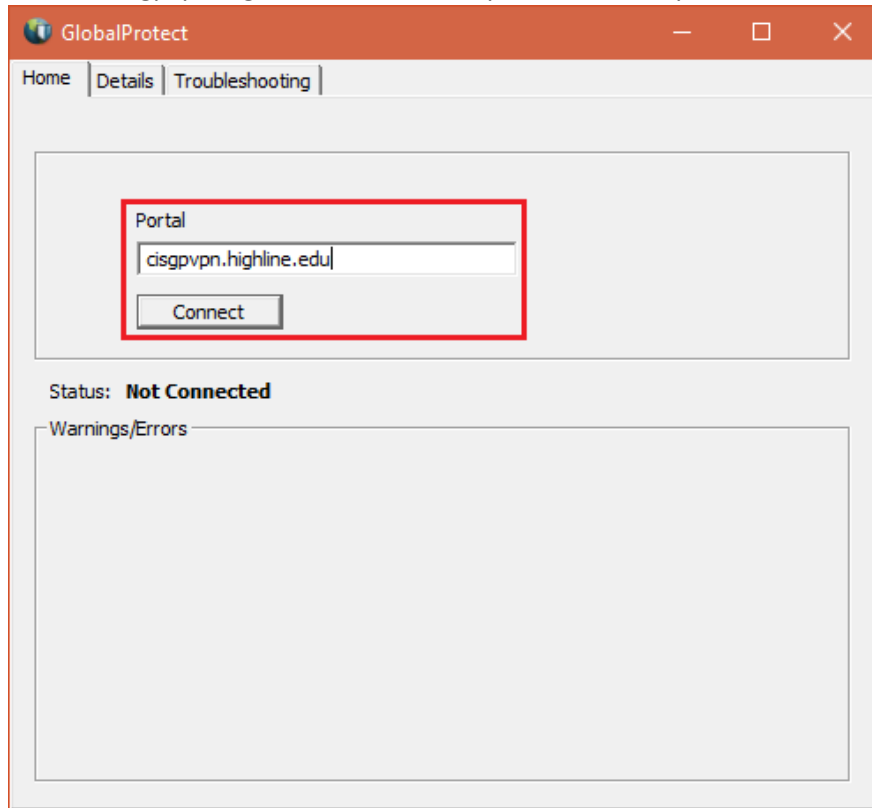 GlobalProtect
Home Details Troubleshooting
Portal
cisgpvpn.highline.edu
Connect
Status: Not Connected
Warnings/Errors